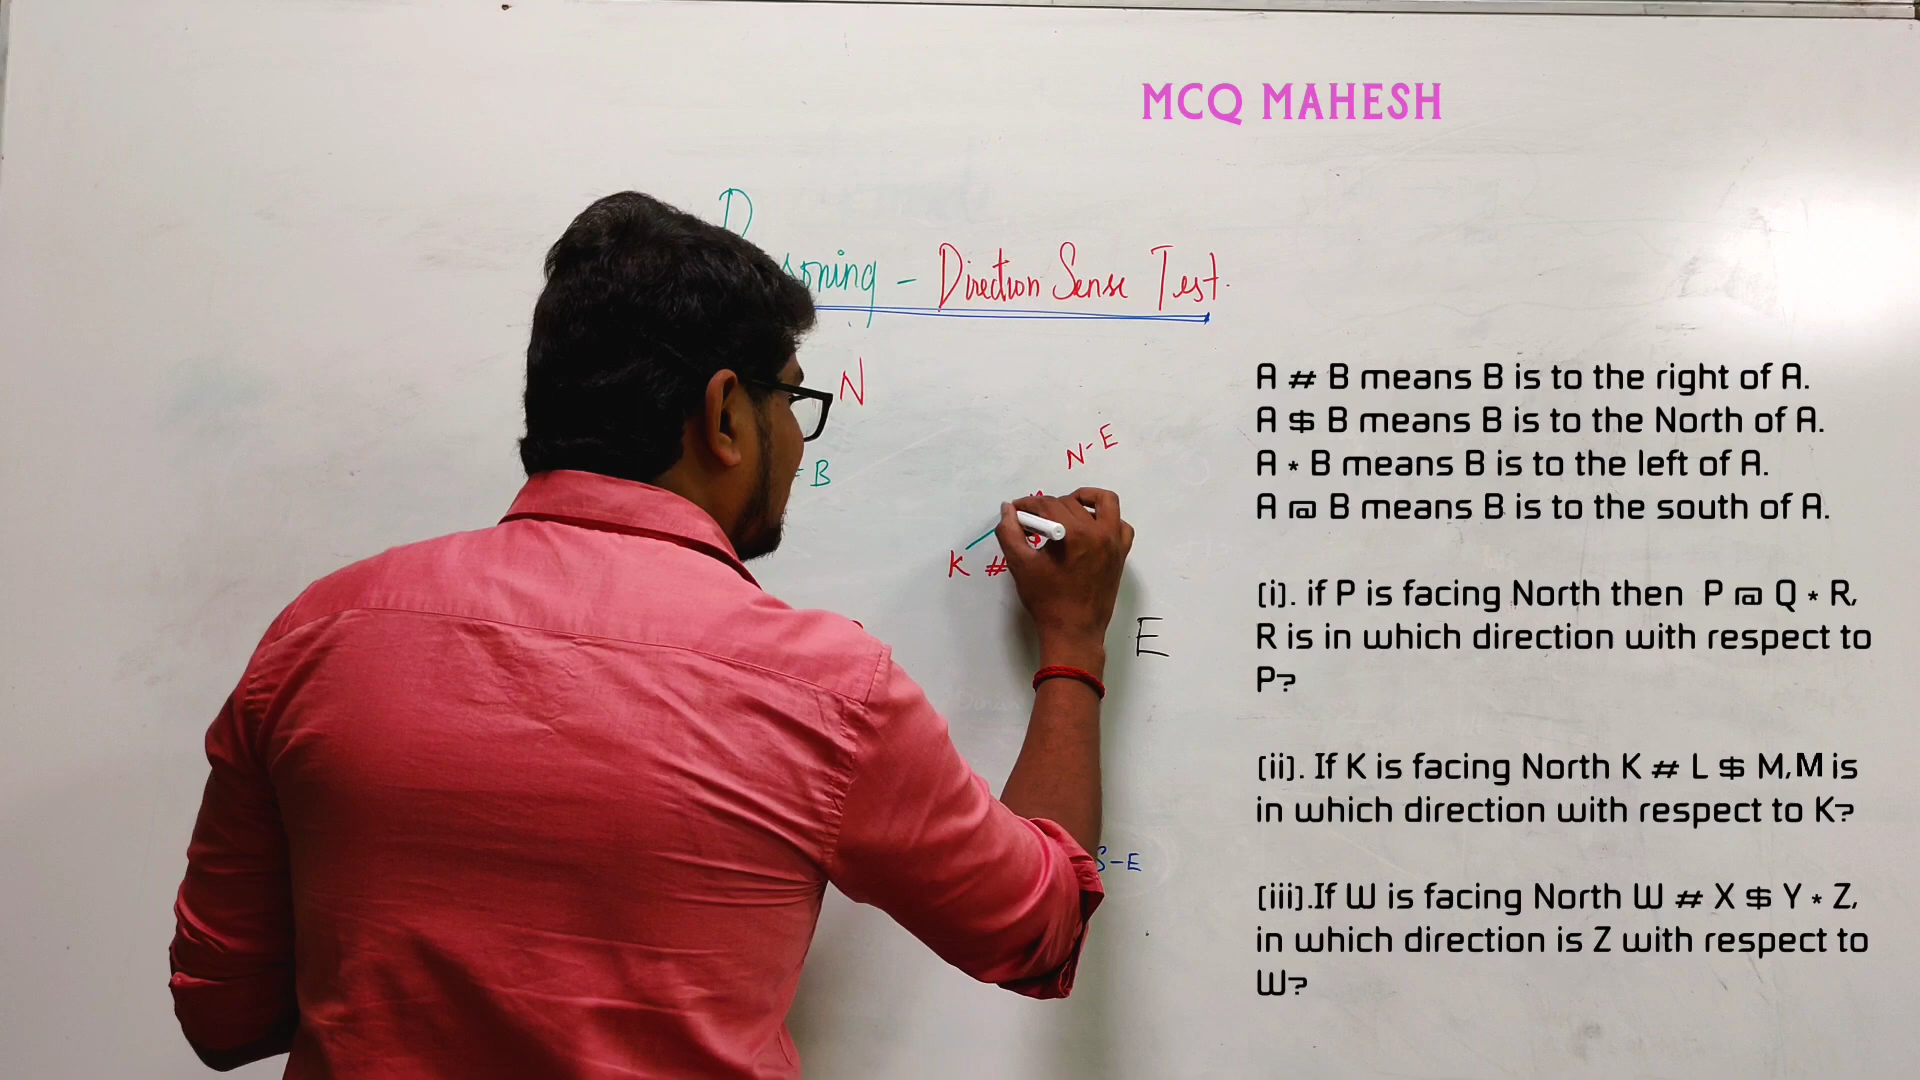 MCQ MAHESH
Direction Sense Test.
N
N-E
B
K #
E
S-E
A # B means B is to the right of A.
A $ B means B is to the North of A.
A * B means B is to the left of A.
A @ B means B is to the south of A.
(i). if P is facing North then P @ Q * R,
R is in which direction with respect to
P?
(ii). If K is facing North K # L $ M,M is
in which direction with respect to K?
(iii).If W is facing North W # X $ Y * Z,
in which direction is Z with respect to
W?